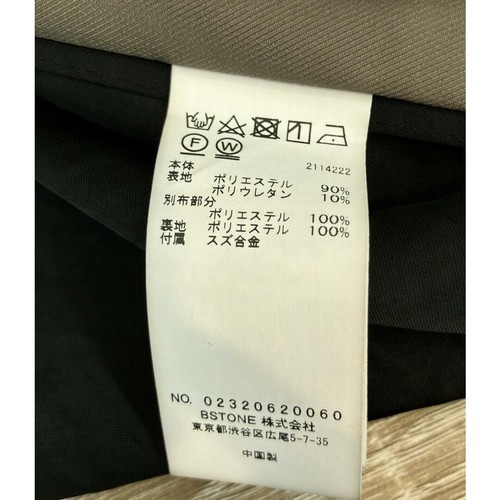 F W
本体 2114222
表地 ポリエステル 90%
ポリウレタン 10%
別布部分
ポリエステル 100%
裏地 ポリエステル 100%
付属 スズ合金
NO. 02320620060
BSTONE 株式会社
東京都渋谷区広尾5-7-35
中国製